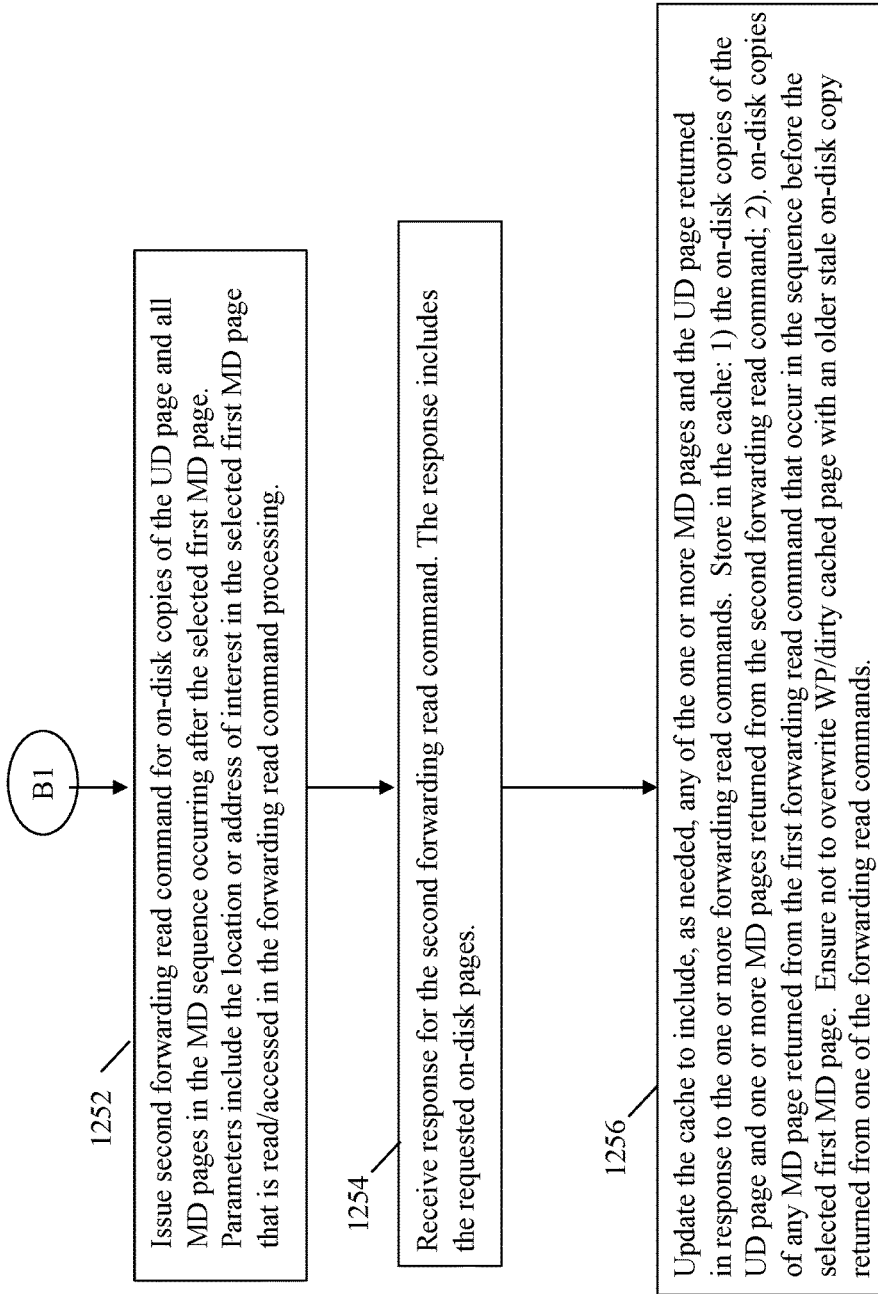 B1
1252
Issue second forwarding read command for on-disk copies of the UD page and all
MD pages in the MD sequence occurring after the selected first MD page.
Parameters include the location or address of interest in the selected first MD page
that is read/accessed in the forwarding read command processing.
1254
Receive response for the second forwarding read command. The response includes
the requested on-disk pages.
1256
Update the cache to include, as needed, any of the one or more MD pages and the UD page returned
in response to the one or more forwarding read commands. Store in the cache: 1) the on-disk copies of the
UD page and one or more MD pages returned from the second forwarding read command; 2). on-disk copies
of any MD page returned from the first forwarding read command that occur in the sequence before the
selected first MD page. Ensure not to overwrite WP/dirty cached page with an older stale on-disk copy
returned from one of the forwarding read commands.